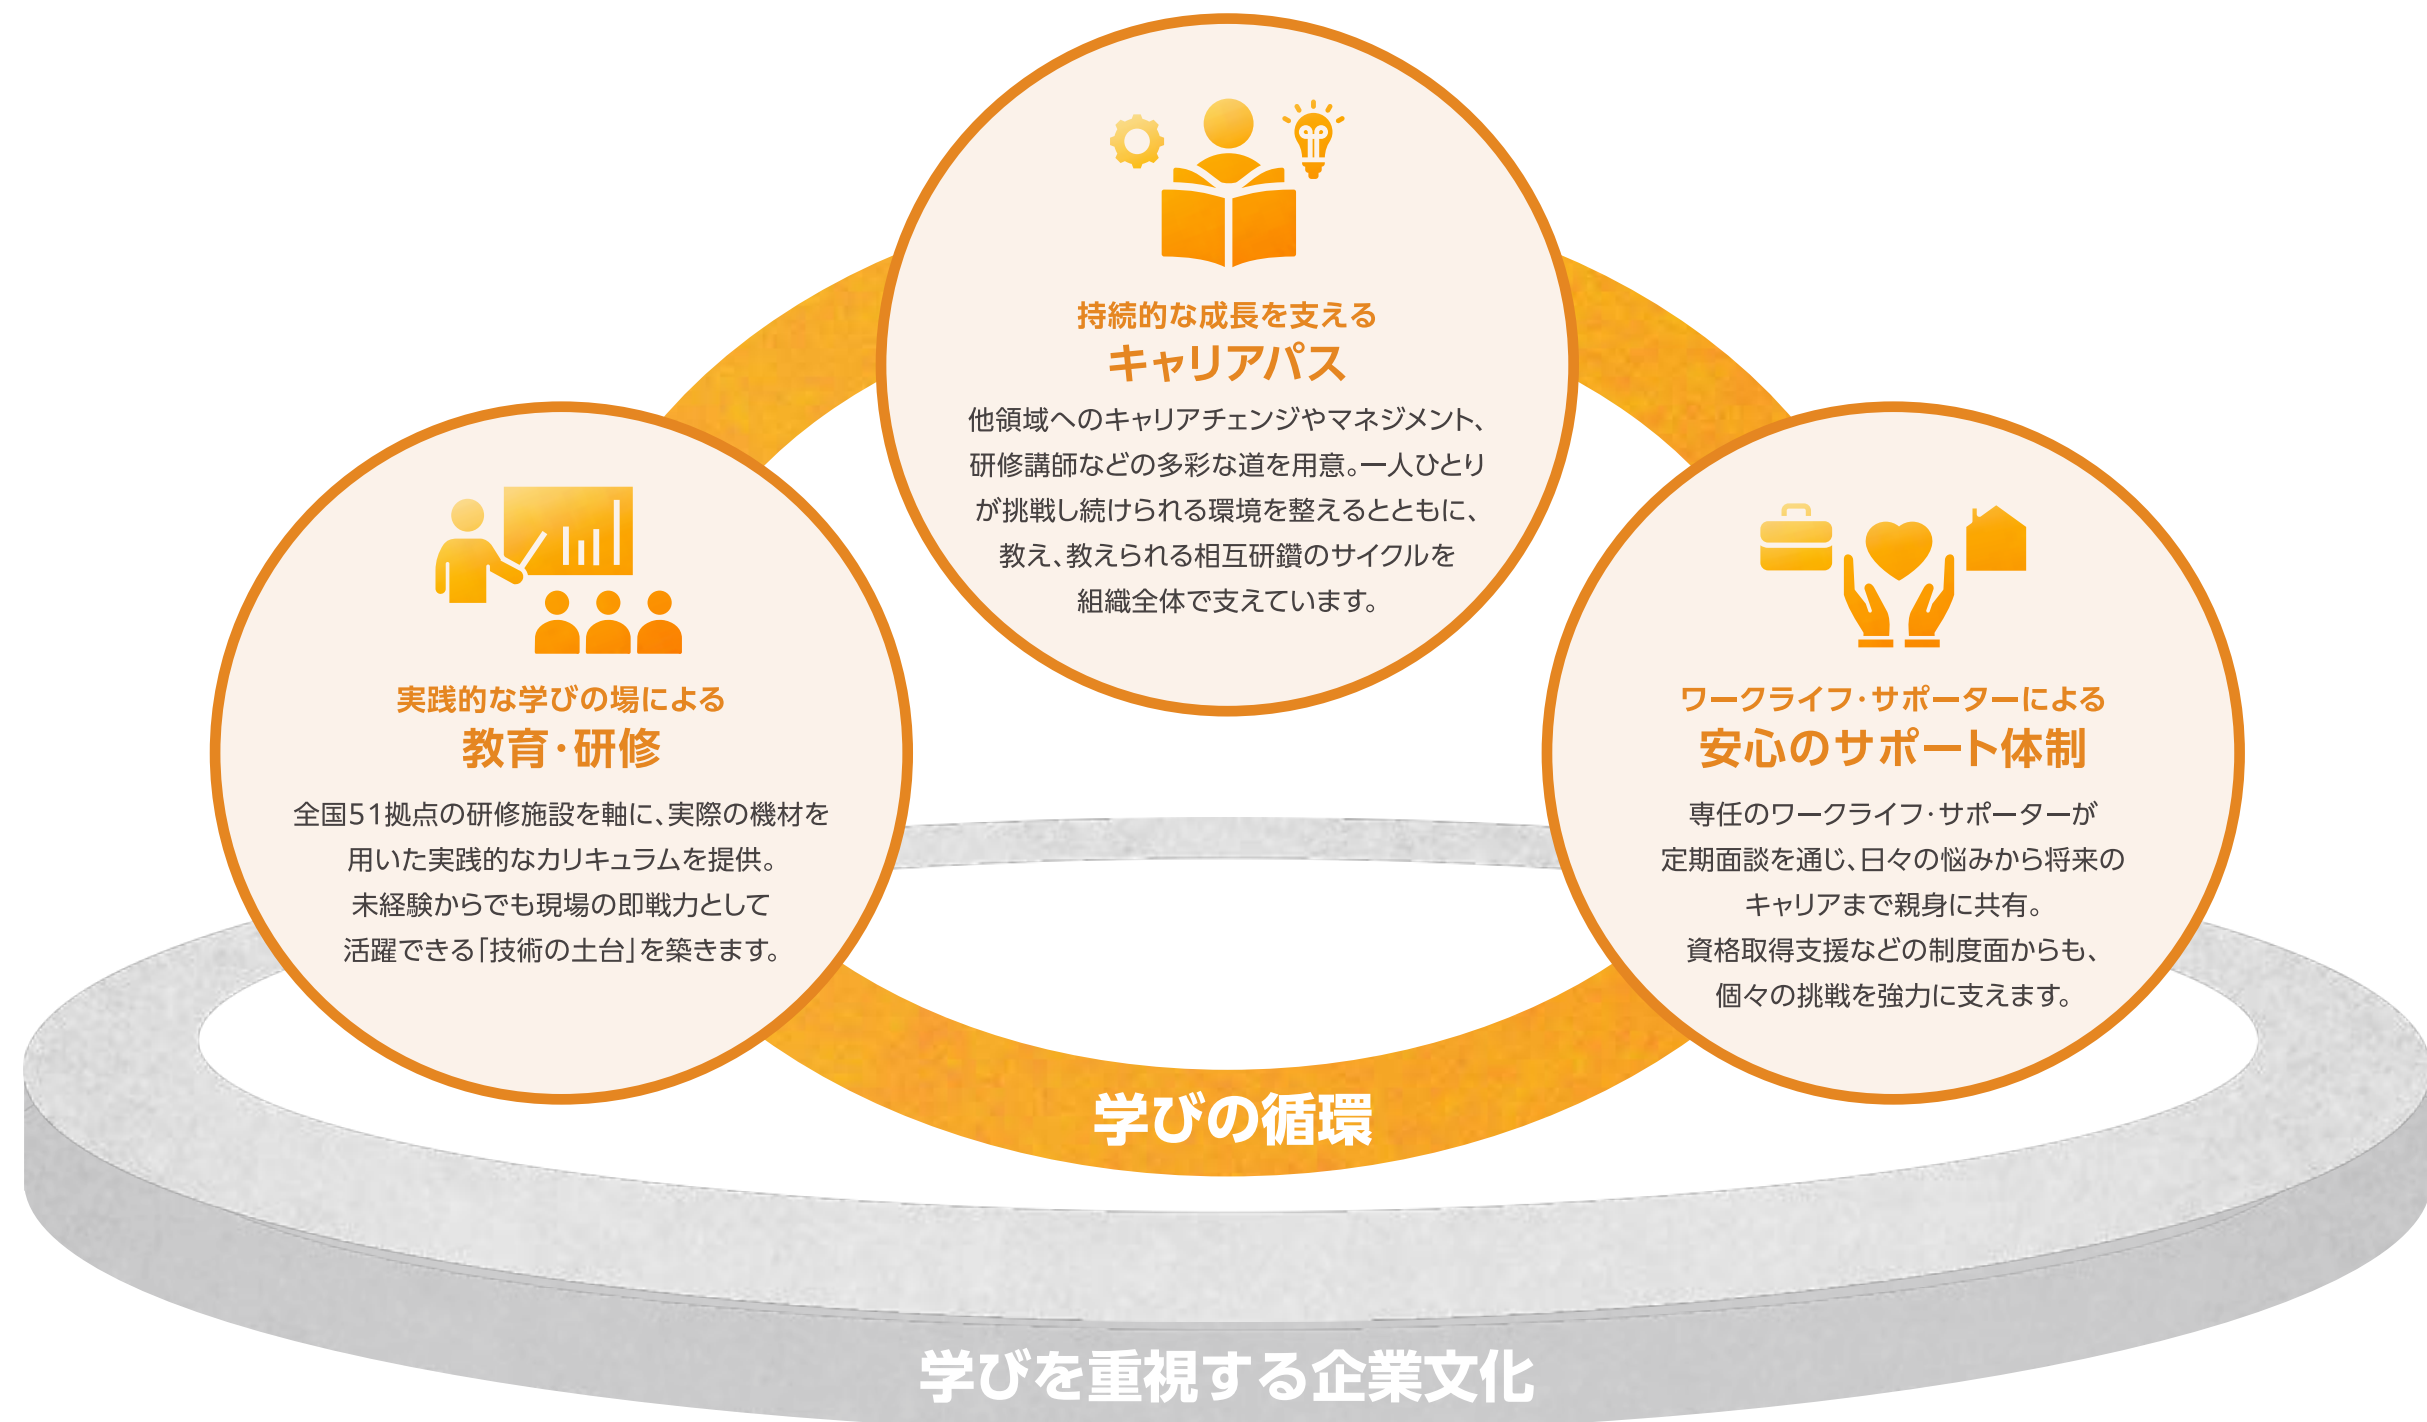 持続的な成長を支える
キャリアパス
他領域へのキャリアチェンジやマネジメント、
研修講師などの多彩な道を用意。一人ひとり
が挑戦し続けられる環境を整えるとともに、
教え、教えられる相互研鑽のサイクルを
組織全体で支えています。
実践的な学びの場による
教育・研修
全国51拠点の研修施設を軸に、実際の機材を
用いた実践的なカリキュラムを提供。
未経験からでも現場の即戦力として
活躍できる「技術の土台」を築きます。
ワークライフ・サポーターによる
安心のサポート体制
専任のワークライフ・サポーターが
定期面談を通じ、日々の悩みから将来の
キャリアまで親身に共有。
資格取得支援などの制度面からも、
個々の挑戦を強力に支えます。
学びの循環
学びを重視する企業文化